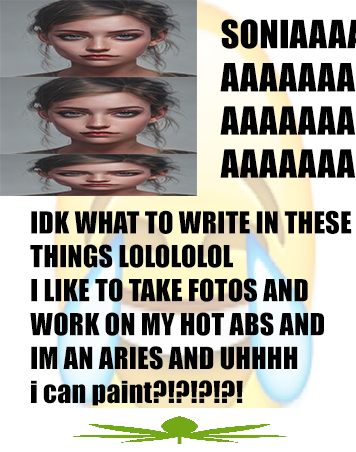 SONIAAAA
AAAAAAA
AAAAAAA
AAAAAAA
IDK WHAT TO WRITE IN THESE
THINGS LOLOLOLOL
I LIKE TO TAKE FOTOS AND
WORK ON MY HOT ABS AND
IM AN ARIES AND UHHHH
i can paint?!?!?!?!